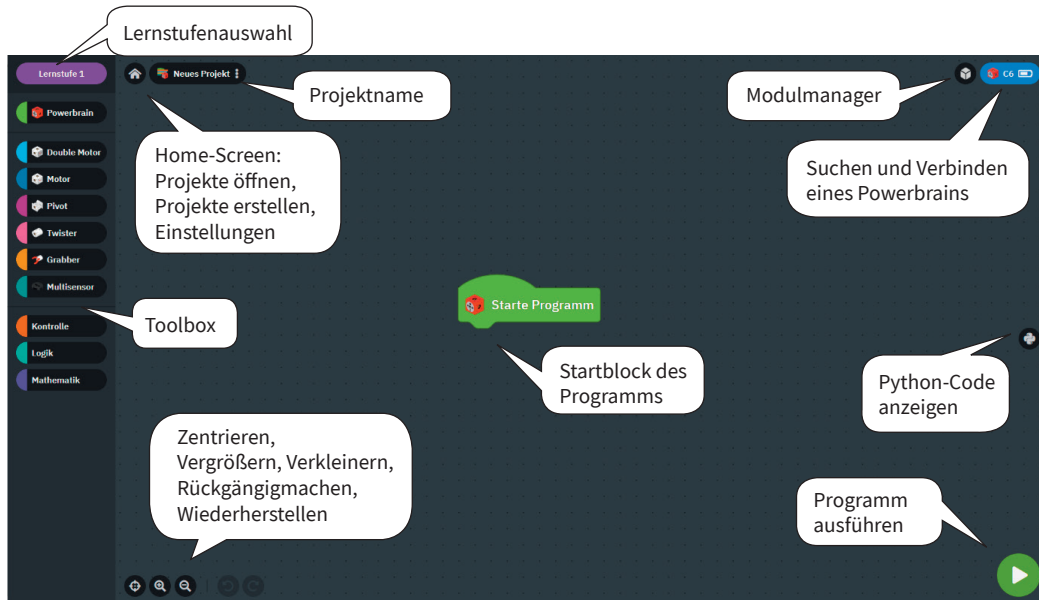 Lernstufenauswahl
Lernstufe 1
Neues Projekt
C6
Projektname
Modulmanager
Powerbrain
Home-Screen:
Projekte öffnen,
Projekte erstellen,
Einstellungen
Suchen und Verbinden
eines Powerbrains
Double Motor
Motor
Pivot
Twister
Grabber
Multisensor
Toolbox
Kontrolle
Logik
Mathematik
Starte Programm
Startblock des
Programms
Python-Code
anzeigen
Zentrieren,
Vergrößern, Verkleinern,
Rückgängigmachen,
Wiederherstellen
Programm
ausführen